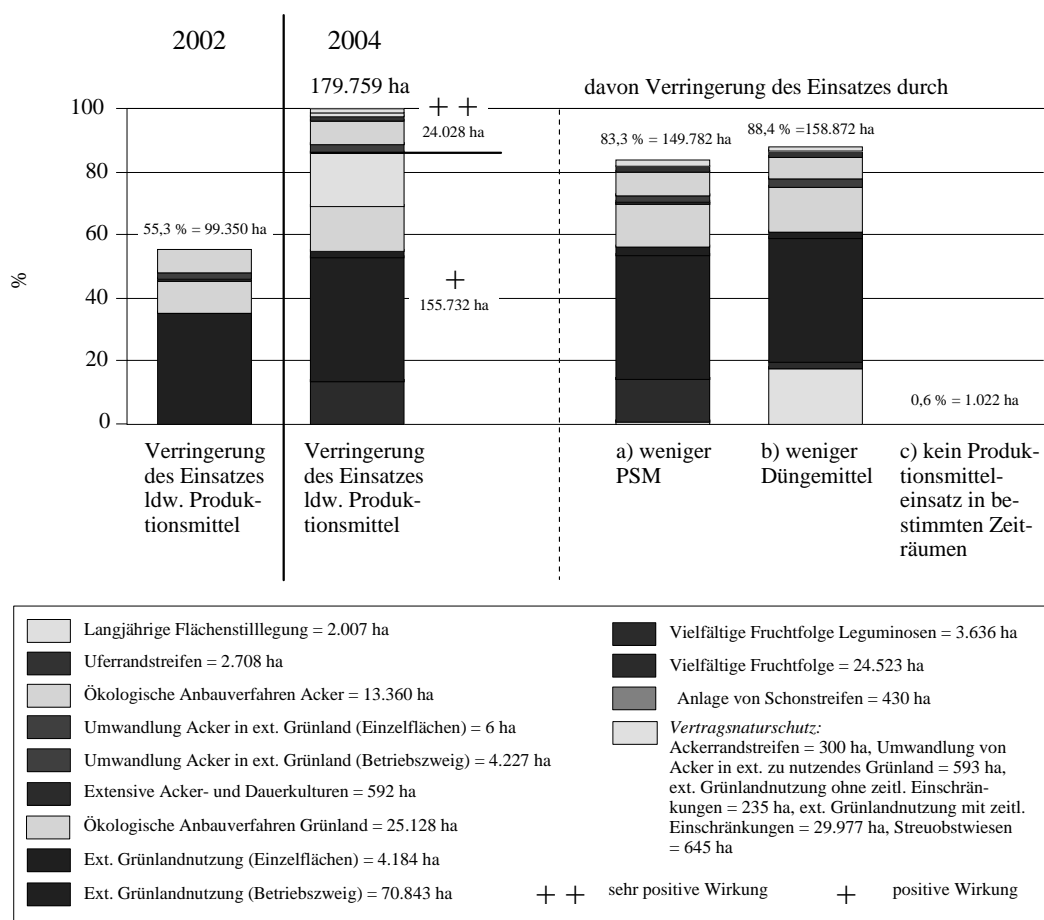 2002
2004
179.759 ha
davon Verringerung des Einsatzes durch
100
80
60
40
20
0
%
+ +
24.028 ha
83,3 % = 149.782 ha
88,4 % =158.872 ha
55,3 % = 99.350 ha
+
155.732 ha
0,6 % = 1.022 ha
Verringerung
des Einsatzes
ldw. Produk-
tionsmittel
Verringerung
des Einsatzes
ldw. Produk-
tionsmittel
a) weniger
PSM
b) weniger
Düngemittel
c) kein Produk-
tionsmittel-
einsatz in be-
stimmten Zeit-
räumen
Langjährige Flächenstilllegung = 2.007 ha
Uferrandstreifen = 2.708 ha
Ökologische Anbauverfahren Acker = 13.360 ha
Umwandlung Acker in ext. Grünland (Einzelflächen) = 6 ha
Umwandlung Acker in ext. Grünland (Betriebszweig) = 4.227 ha
Extensive Acker- und Dauerkulturen = 592 ha
Ökologische Anbauverfahren Grünland = 25.128 ha
Ext. Grünlandnutzung (Einzelflächen) = 4.184 ha
Ext. Grünlandnutzung (Betriebszweig) = 70.843 ha
Vielfältige Fruchtfolge Leguminosen = 3.636 ha
Vielfältige Fruchtfolge = 24.523 ha
Anlage von Schonstreifen = 430 ha
Vertragsnaturschutz:
Ackerrandstreifen = 300 ha, Umwandlung von
Acker in ext. zu nutzendes Grünland = 593 ha,
ext. Grünlandnutzung ohne zeitl. Einschrän-
kungen = 235 ha, ext. Grünlandnutzung mit zeitl.
Einschränkungen = 29.977 ha, Streuobstwiesen
= 645 ha
+ + sehr positive Wirkung + positive Wirkung